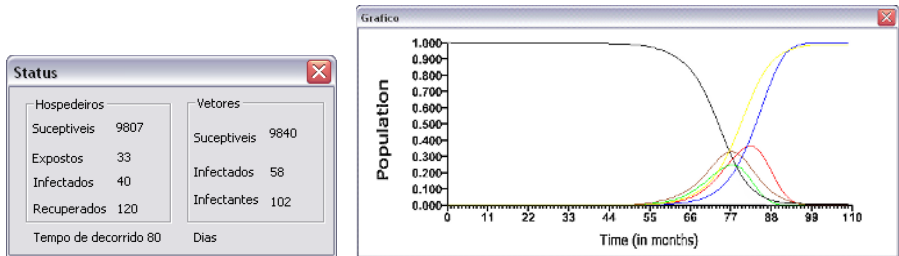 Status
Hospedeiros
Suceptiveis 9807
Expostos 33
Infectados 40
Recuperados 120
Vetores
Suceptiveis 9840
Infectados 58
Infectantes 102
Tempo de decorrido 80 Dias
Grafico
Population
1.000
0.900
0.800
0.700
0.600
0.500
0.400
0.300
0.200
0.100
0.000
0 11 22 33 44 55 66 77 88 99 110
Time (in months)